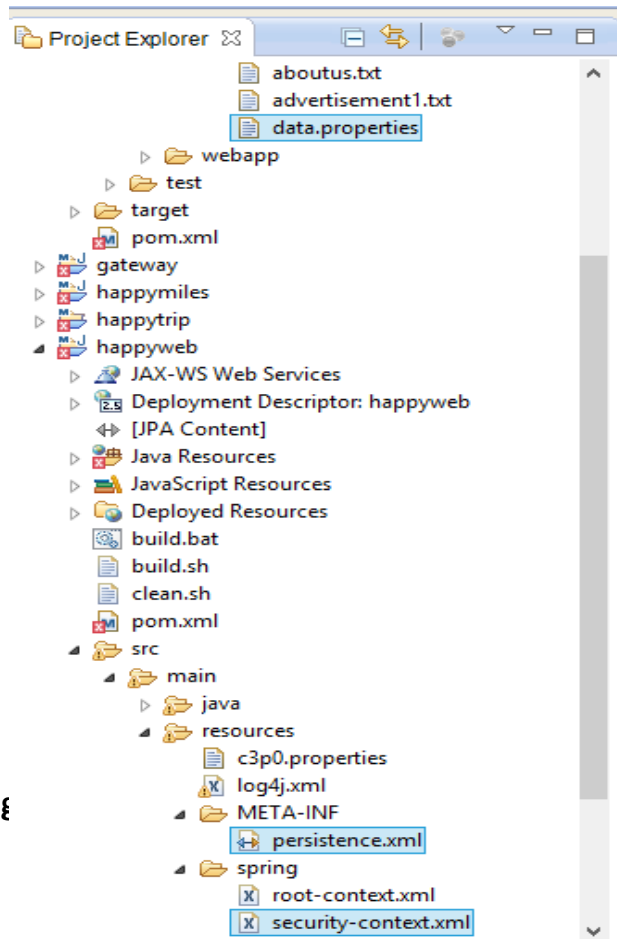 Project Explorer
aboutus.txt
advertisement1.txt
data.properties
webapp
test
target
pom.xml
gateway
happymiles
happytrip
happyweb
JAX-WS Web Services
Deployment Descriptor: happyweb
[JPA Content]
Java Resources
JavaScript Resources
Deployed Resources
build.bat
build.sh
clean.sh
pom.xml
src
main
java
resources
c3p0.properties
log4j.xml
META-INF
persistence.xml
spring
root-context.xml
security-context.xml